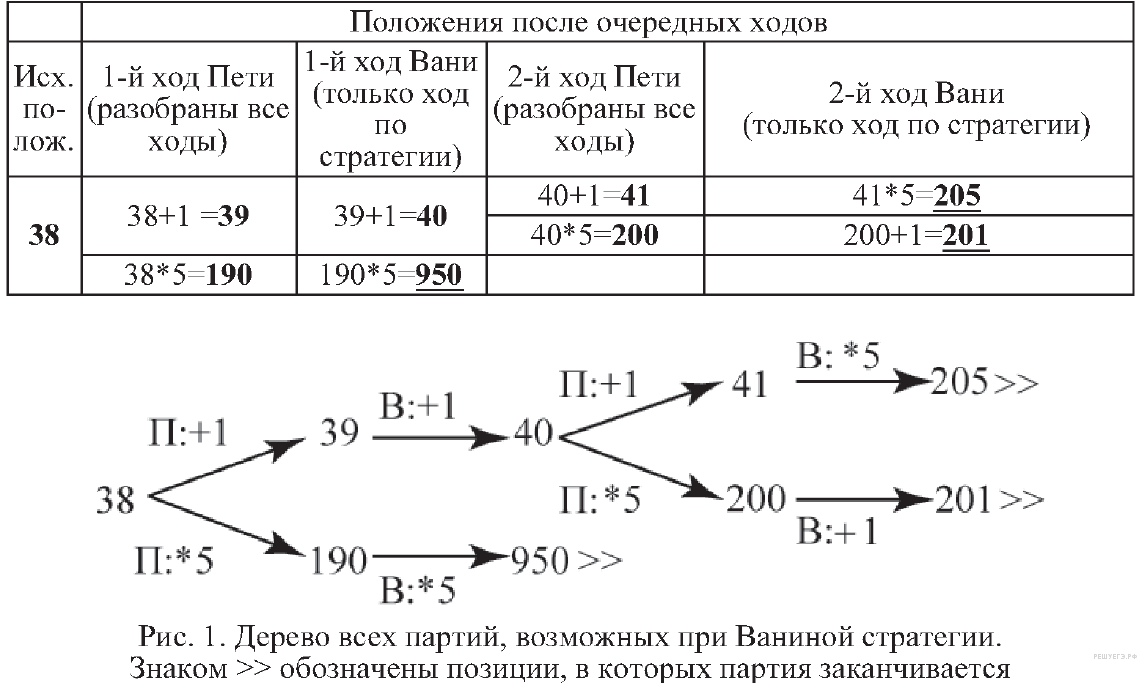 Положения после очередных ходов
Исх. по- лож.
1-й ход Пети (разобраны все ходы)
1-й ход Вани (только ход по стратегии)
2-й ход Пети (разобраны все ходы)
2-й ход Вани (только ход по стратегии)
38
38+1 =39
39+1=40
40+1=41
41*5=205
40*5=200
200+1=201
38*5=190
190*5=950
П:+1
39
В:+1
40
П:+1
41
В: *5
205>>
38
П:*5
200
В:+1
201 >>
П:*5
190
В:*5
950 >>
Рис. 1. Дерево всех партий, возможных при Ваниной стратегии.
Знаком >> обозначены позиции, в которых партия заканчивается
РЕШУЕГЭ.РФ